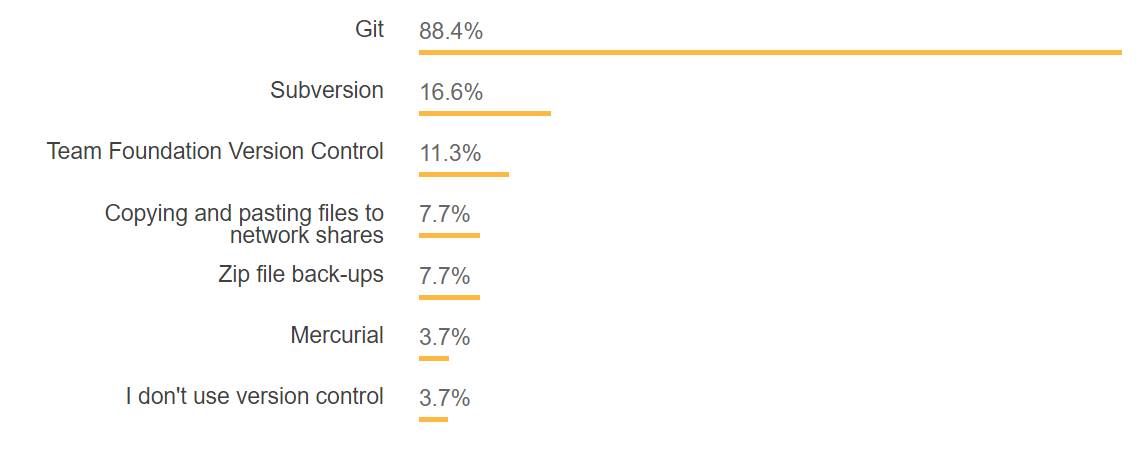 Git 88.4%
Subversion 16.6%
Team Foundation Version Control 11.3%
Copying and pasting files to 7.7%
network shares
Zip file back-ups 7.7%
Mercurial 3.7%
I don't use version control 3.7%